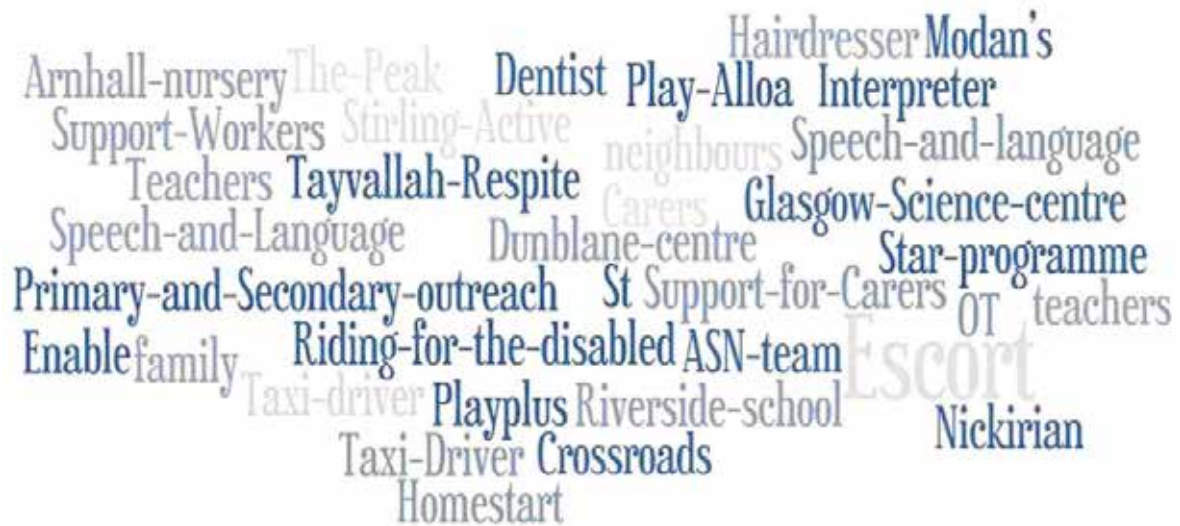 Hairdresser Modan's
Arnhall-nursery The-Peak Dentist Play-Alloa Interpreter
Support-Workers Stirling-Active neighbours Speech-and-language
Teachers Tayvallah-Respite Carers Glasgow-Science-centre
Speech-and-Language Dunblane-centre Star-programme
Primary-and-Secondary-outreach St Support-for-Carers OT teachers
Enable family Riding-for-the-disabled ASN-team Escort
Taxi-driver Playplus Riverside-school Nickirian
Taxi-Driver Crossroads
Homestart